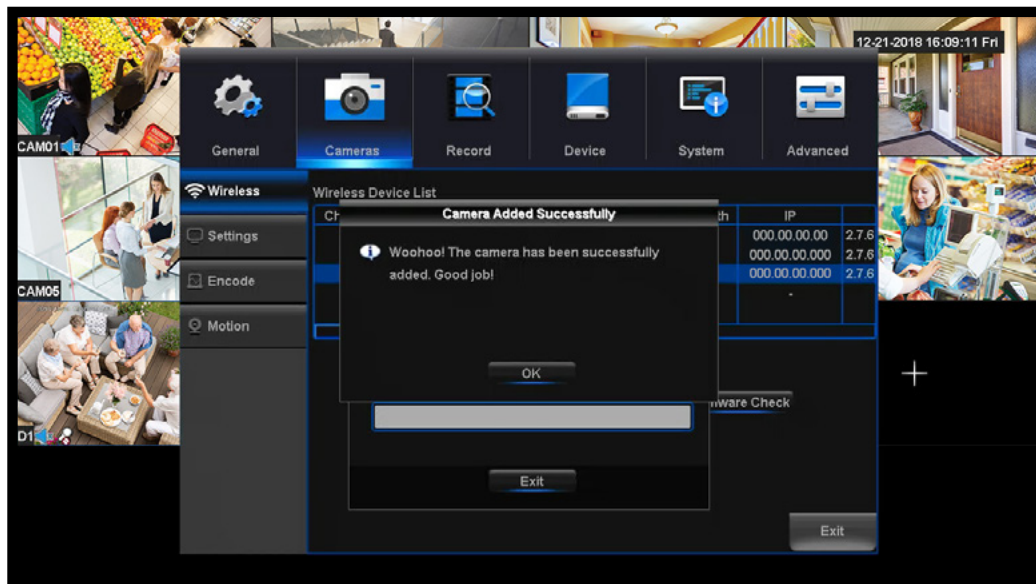 12-21-2018 16:09:11 Fri
General
Cameras
Record
Device
System
Advanced
CAM01
Wireless
Wireless Device List
Camera Added Successfully
IP
Settings
000.00.00.00 2.7.6
Woohoo! The camera has been successfully
000.00.00.000 2.7.6
added. Good job!
000.00.00.000 2.7.6
Encode
CAM05
Motion
OK
Check
D1
Exit
Exit